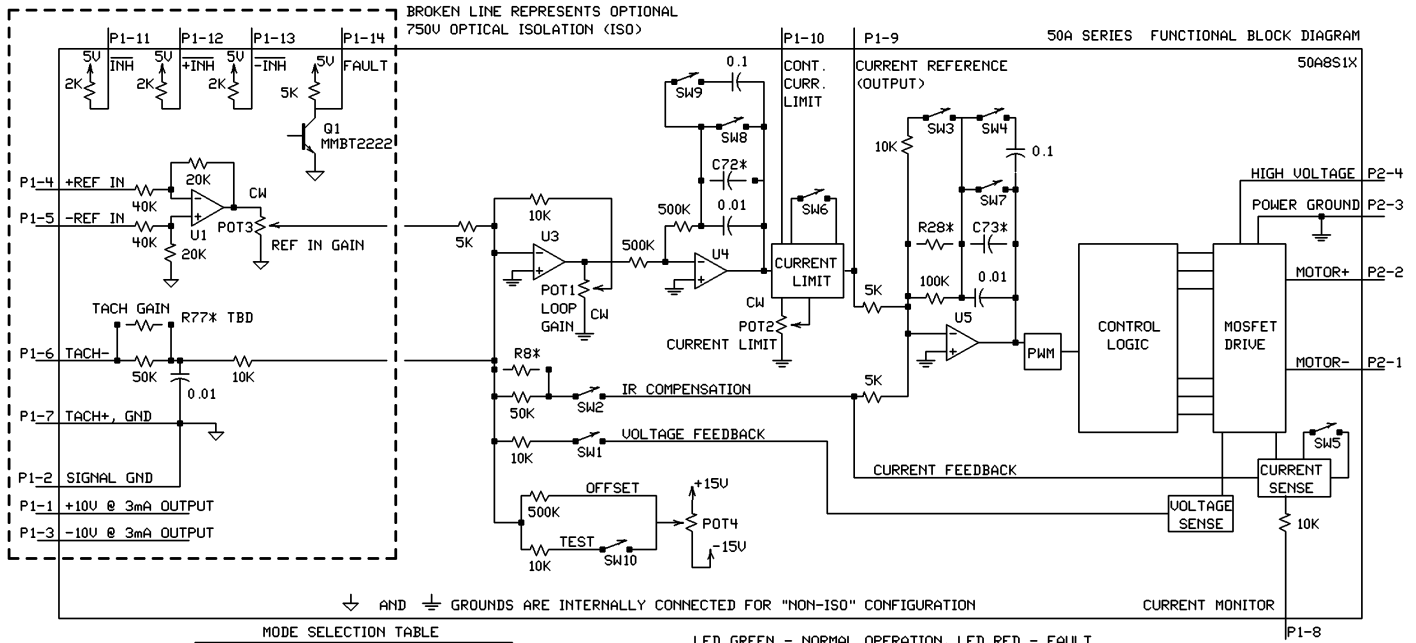 BROKEN LINE REPRESENTS OPTIONAL
750V OPTICAL ISOLATION (ISO)
50A SERIES FUNCTIONAL BLOCK DIAGRAM
50A8S1X
P1-11
P1-12
P1-13
P1-14
P1-10
P1-9
5V
INH
5V
+INH
5V
-INH
5V
FAULT
2K
2K
2K
5K
Q1
MMBT2222
CONT.
CURR.
LIMIT
CURRENT REFERENCE
(OUTPUT)
0.1
SW9
SW8
C72*
0.01
500K
SW6
10K
SW3
SW4
0.1
SW7
R28*
C73*
100K
0.01
P1-4
+REF IN
20K
40K
CW
P1-5
-REF IN
40K
U1
POT3
20K
REF IN GAIN
5K
10K
U3
500K
U4
POT1
LOOP
GAIN
CW
CURRENT
LIMIT
CW
POT2
CURRENT LIMIT
5K
U5
PWM
CONTROL
LOGIC
MOSFET
DRIVE
HIGH VOLTAGE
P2-4
POWER GROUND
P2-3
MOTOR+
P2-2
MOTOR-
P2-1
TACH GAIN
R77* TBD
P1-6
TACH-
50K
10K
0.01
P1-7
TACH+, GND
P1-2
SIGNAL GND
P1-1
+10V @ 3mA OUTPUT
P1-3
-10V @ 3mA OUTPUT
R8*
50K
SW2
IR COMPENSATION
5K
10K
SW1
VOLTAGE FEEDBACK
CURRENT FEEDBACK
SW5
CURRENT
SENSE
VOLTAGE
SENSE
10K
OFFSET
500K
TEST
10K
SW10
+15V
POT4
-15V
AND
GROUNDS ARE INTERNALLY CONNECTED FOR "NON-ISO" CONFIGURATION
CURRENT MONITOR
P1-8
MODE SELECTION TABLE
LED GREEN - NORMAL OPERATION, LED RED - FAULT